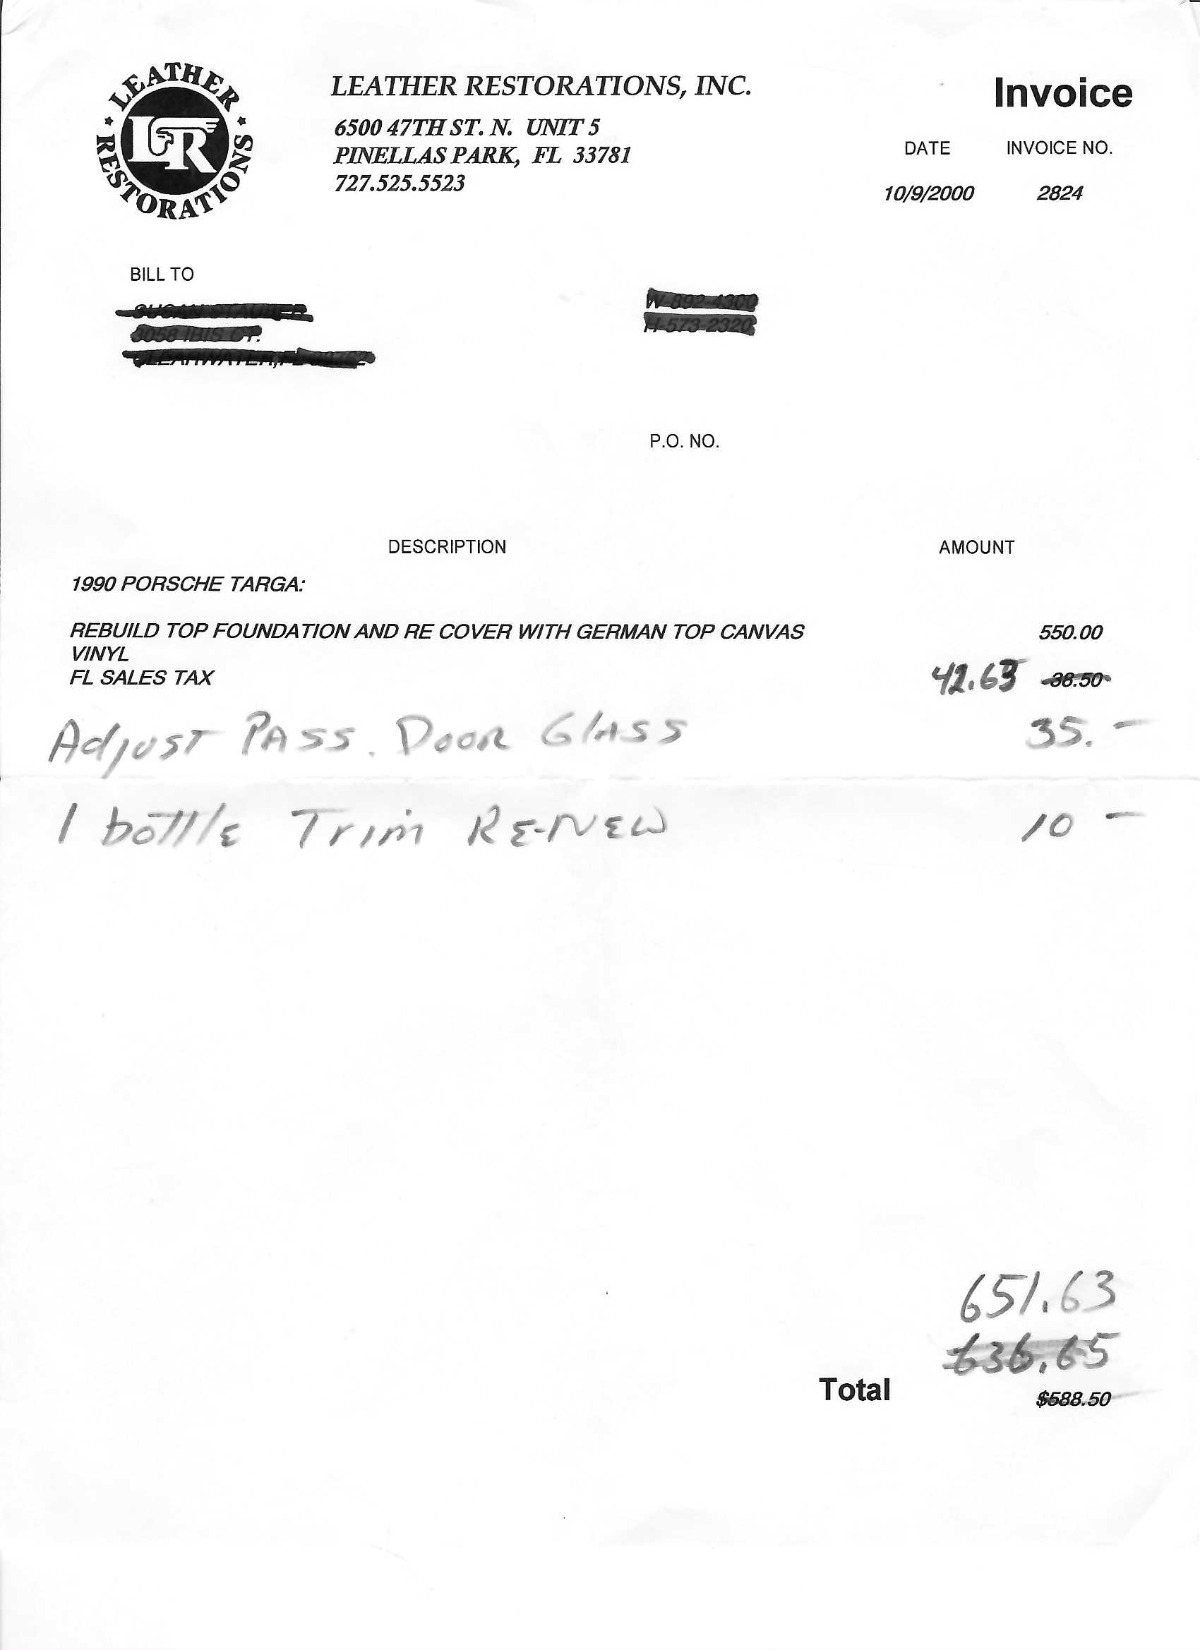 LEATHER RESTORATIONS
LR
LEATHER RESTORATIONS, INC.
6500 47TH ST. N. UNIT 5
PINELLAS PARK, FL 33781
727.525.5523
Invoice
DATE INVOICE NO.
10/9/2000 2824
BILL TO
P.O. NO.
DESCRIPTION AMOUNT
1990 PORSCHE TARGA:
REBUILD TOP FOUNDATION AND RE COVER WITH GERMAN TOP CANVAS 550.00
VINYL
FL SALES TAX 42.63 38.50
Adjust PASS. Door Glass 35.—
1 bottle Trim RE-NEW 10 —
651.63
636.65
Total $588.50